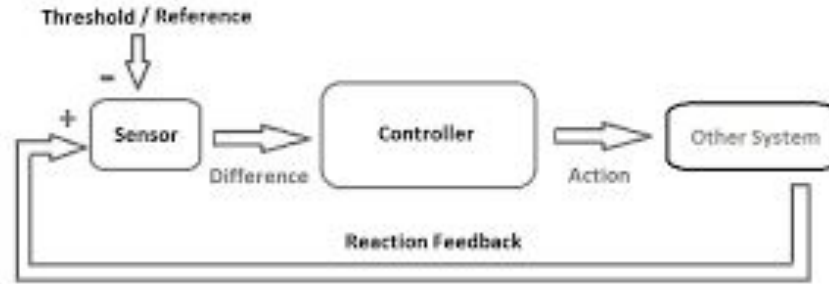 Threshold / Reference
−
+
Sensor
Difference
Controller
Action
Other System
Reaction Feedback